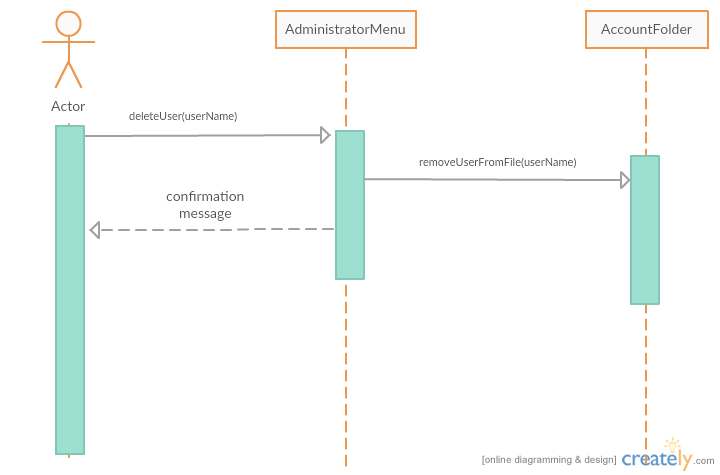 AdministratorMenu
AccountFolder
Actor
deleteUser(userName)
removeUserFromFile(userName)
confirmation
message
[online diagramming & design] creately.com